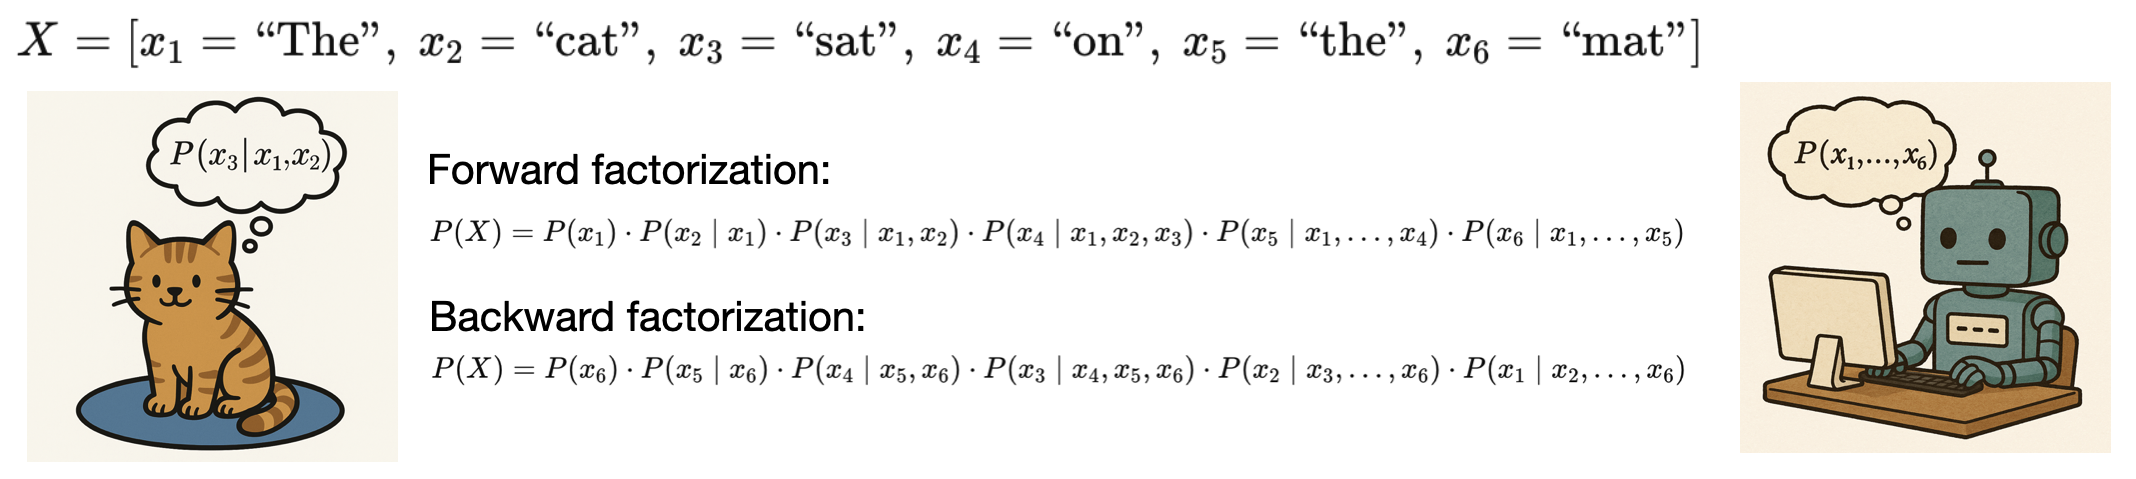 X = [x₁ = “The”, x₂ = “cat”, x₃ = “sat”, x₄ = “on”, x₅ = “the”, x₆ = “mat”]
P(x₃|x₁,x₂)
Forward factorization:
P(X) = P(x₁) · P(x₂ | x₁) · P(x₃ | x₁, x₂) · P(x₄ | x₁, x₂, x₃) · P(x₅ | x₁, . . . , x₄) · P(x₆ | x₁, . . . , x₅)
Backward factorization:
P(X) = P(x₆) · P(x₅ | x₆) · P(x₄ | x₅, x₆) · P(x₃ | x₄, x₅, x₆) · P(x₂ | x₃, . . . , x₆) · P(x₁ | x₂, . . . , x₆)
P(x₁,...,x₆)